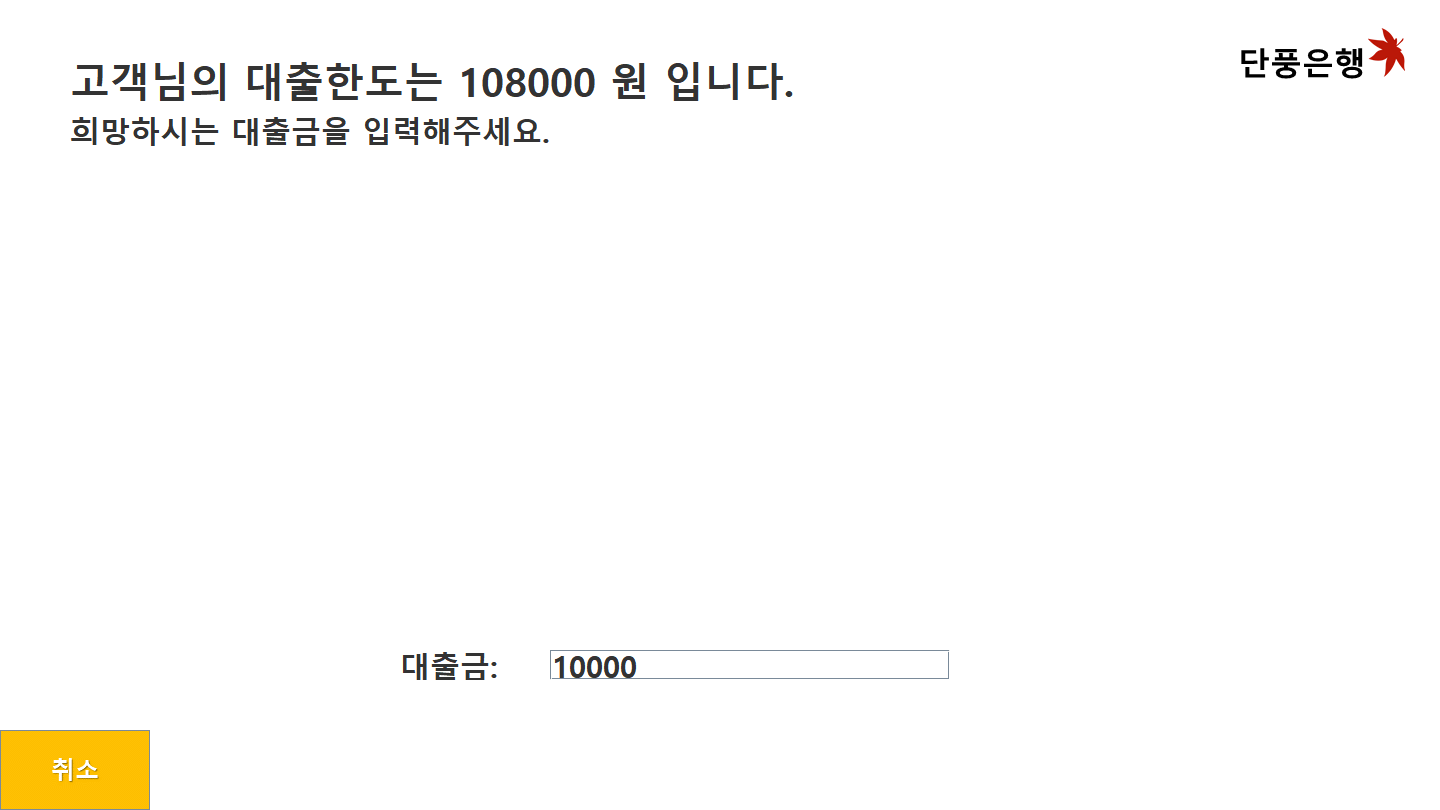 단풍은행
고객님의 대출한도는 108000 원 입니다.
희망하시는 대출금을 입력해주세요.
대출금: 10000
취소